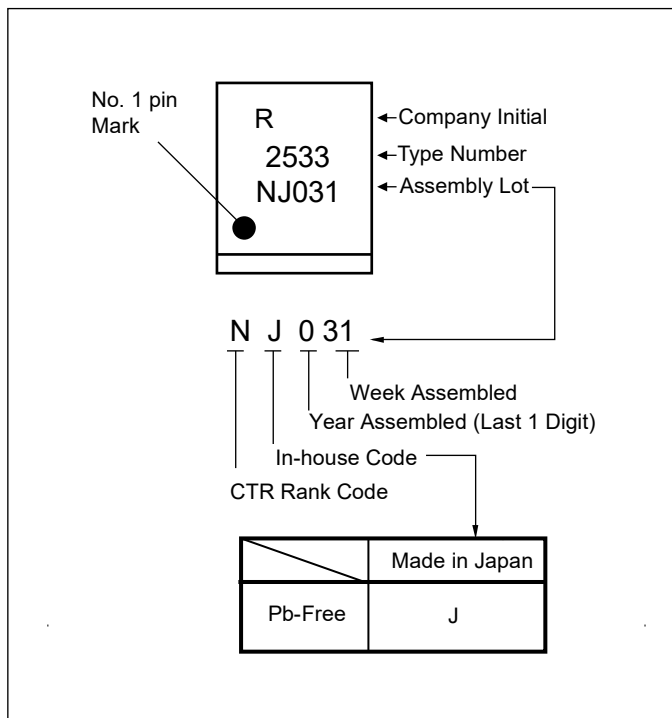 No. 1 pin
Mark
R
2533
NJ031
Company Initial
Type Number
Assembly Lot
N J 0 31
Week Assembled
Year Assembled (Last 1 Digit)
In-house Code
CTR Rank Code
Made in Japan
Pb-Free J